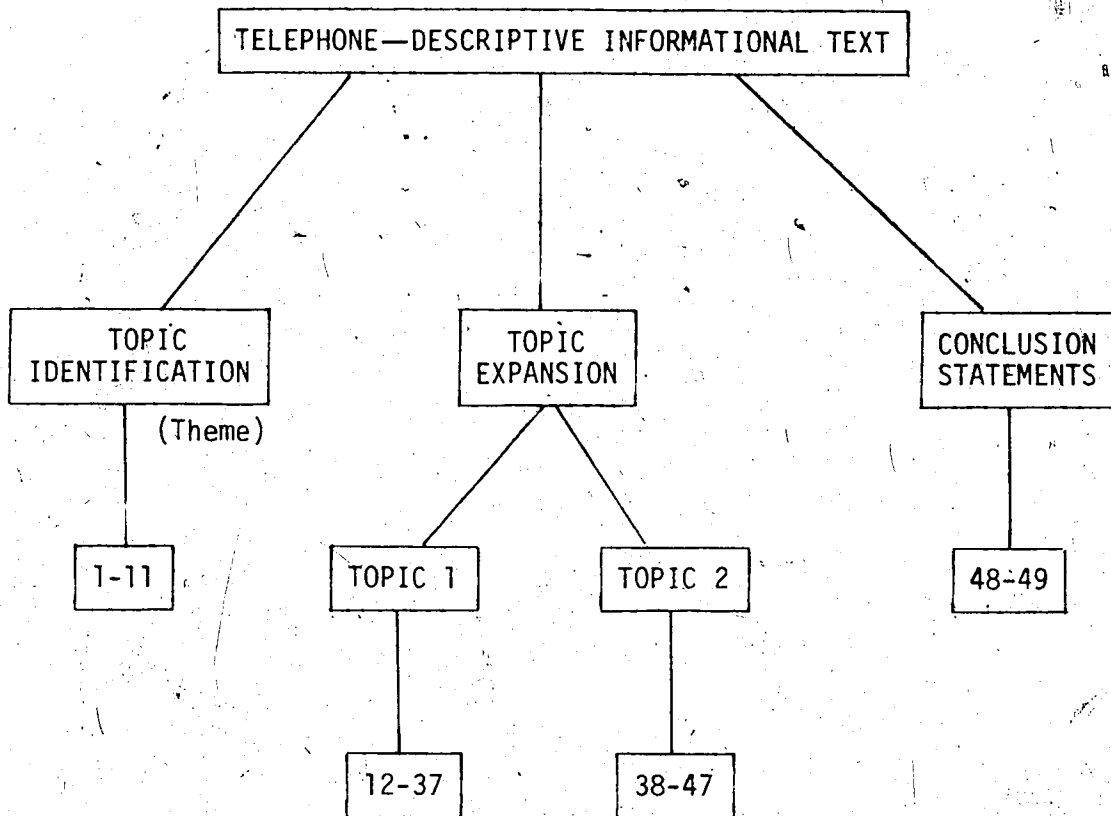 TELEPHONE—DESCRIPTIVE INFORMATIONAL TEXT
TOPIC
IDENTIFICATION
(Theme)
TOPIC
EXPANSION
CONCLUSION
STATEMENTS
1-11
TOPIC 1
TOPIC 2
48-49
12-37
38-47